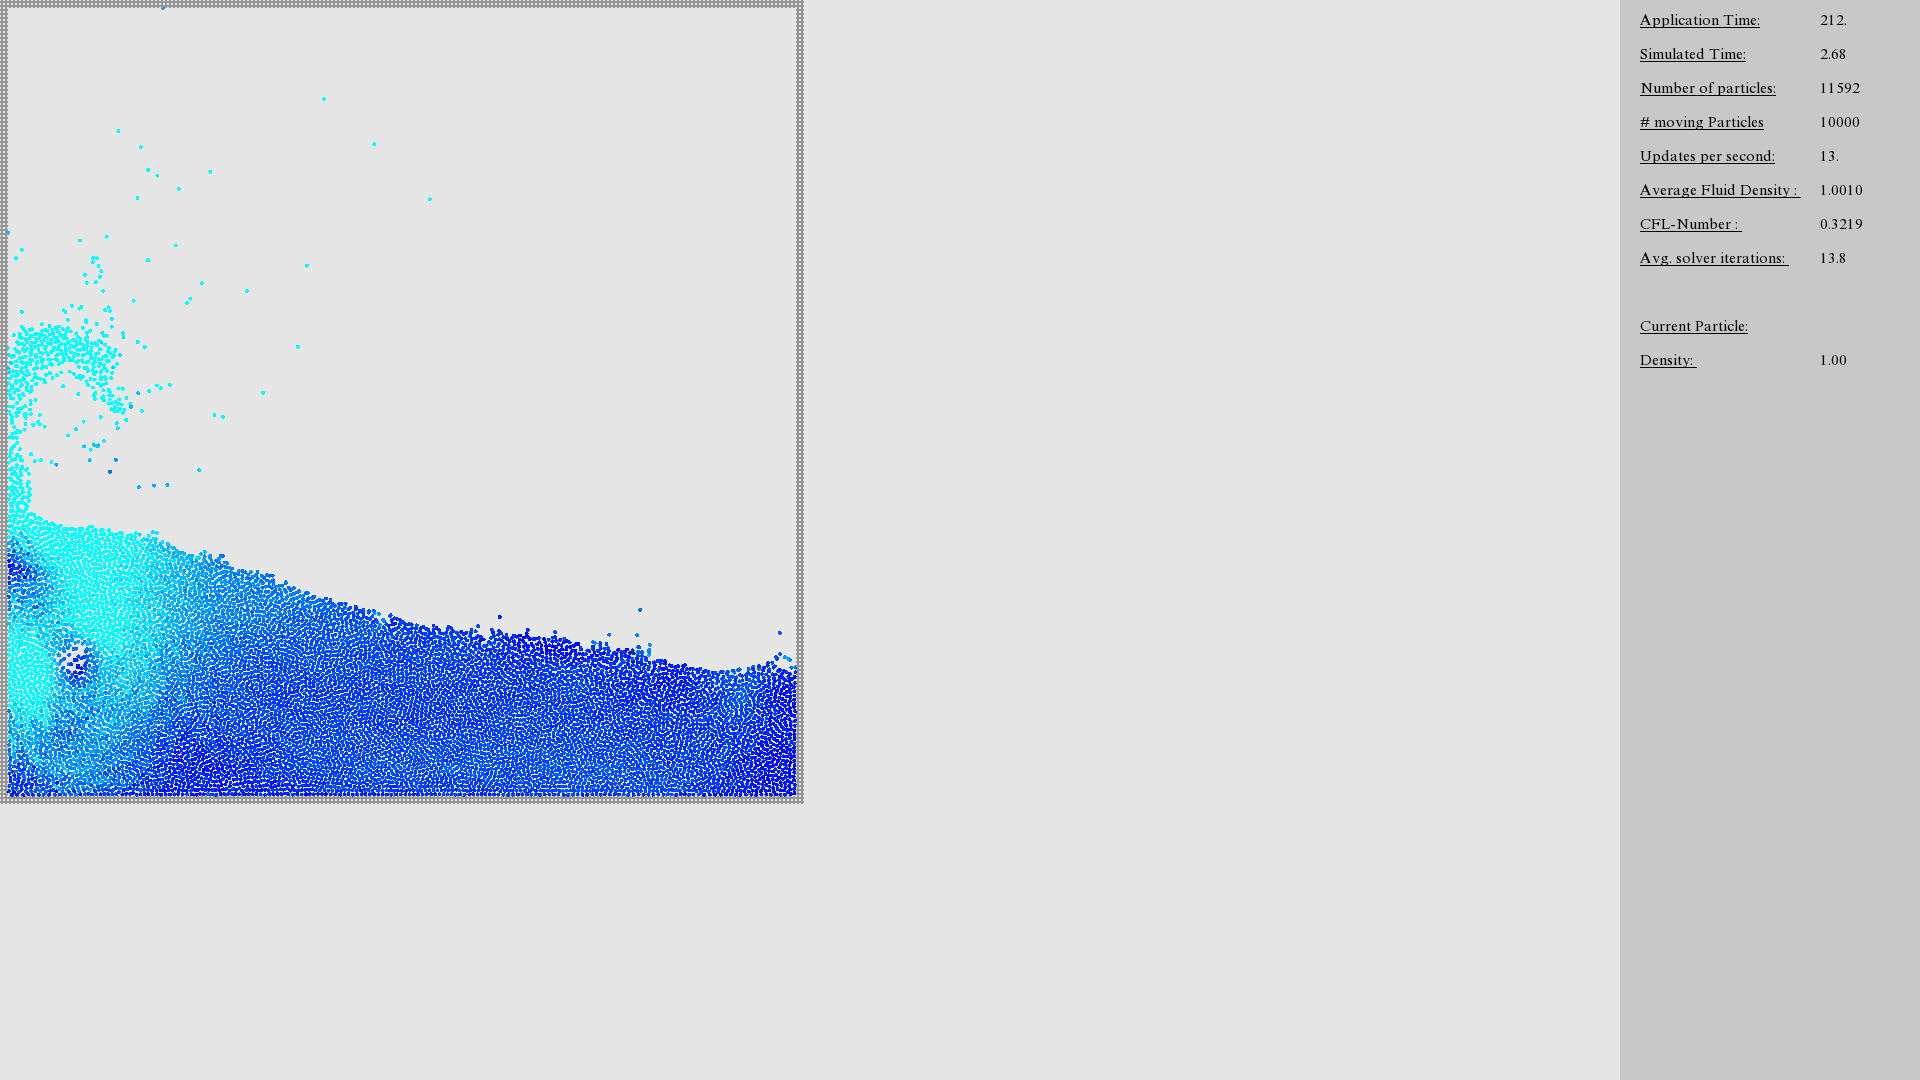 Application Time: 212.
Simulated Time: 2.68
Number of particles: 11592
# moving Particles 10000
Updates per second: 13.
Average Fluid Density : 1.0010
CFL-Number : 0.3219
Avg. solver iterations: 13.8
Current Particle:
Density: 1.00